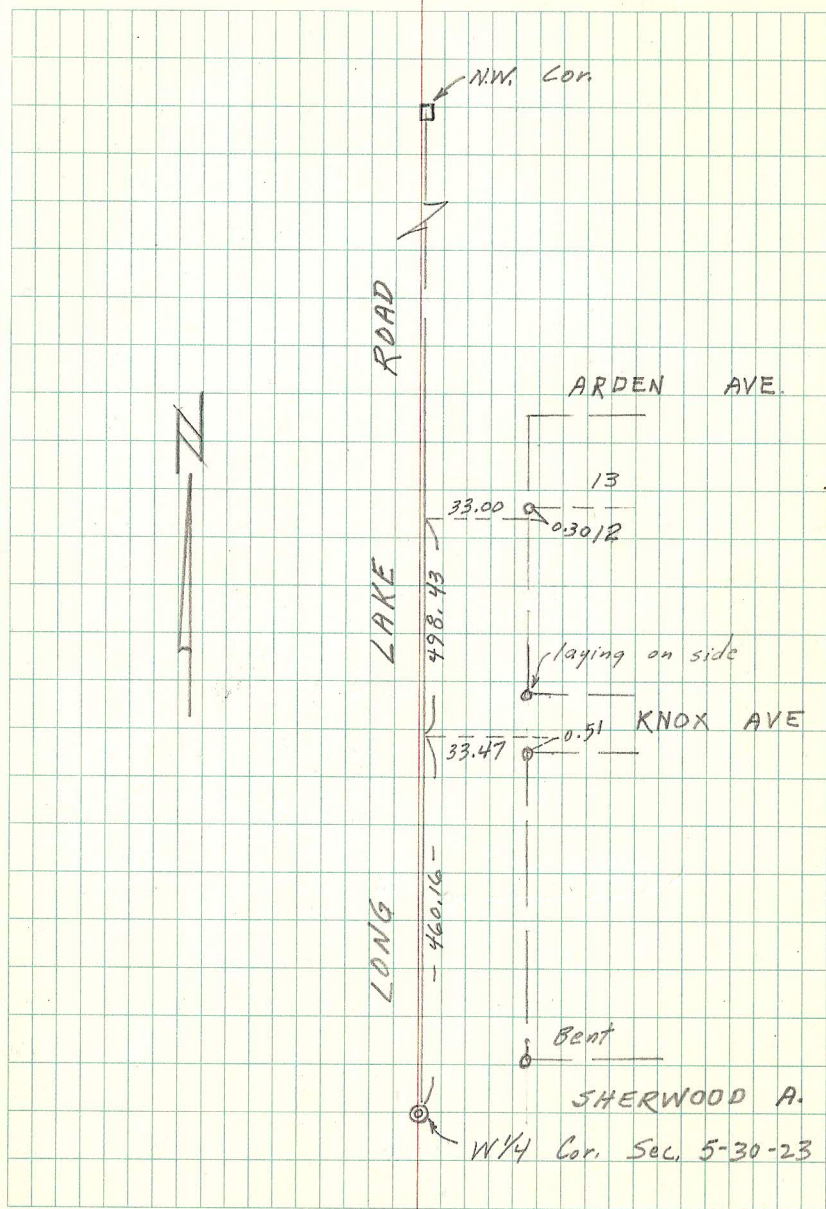 N.W. Cor.
LONG LAKE ROAD
ARDEN AVE.
13
33.00
0.30
12
498.43
laying on side
KNOX AVE
0.51
33.47
460.16
Bent
SHERWOOD A.
W 1/4 Cor. Sec. 5-30-23
N